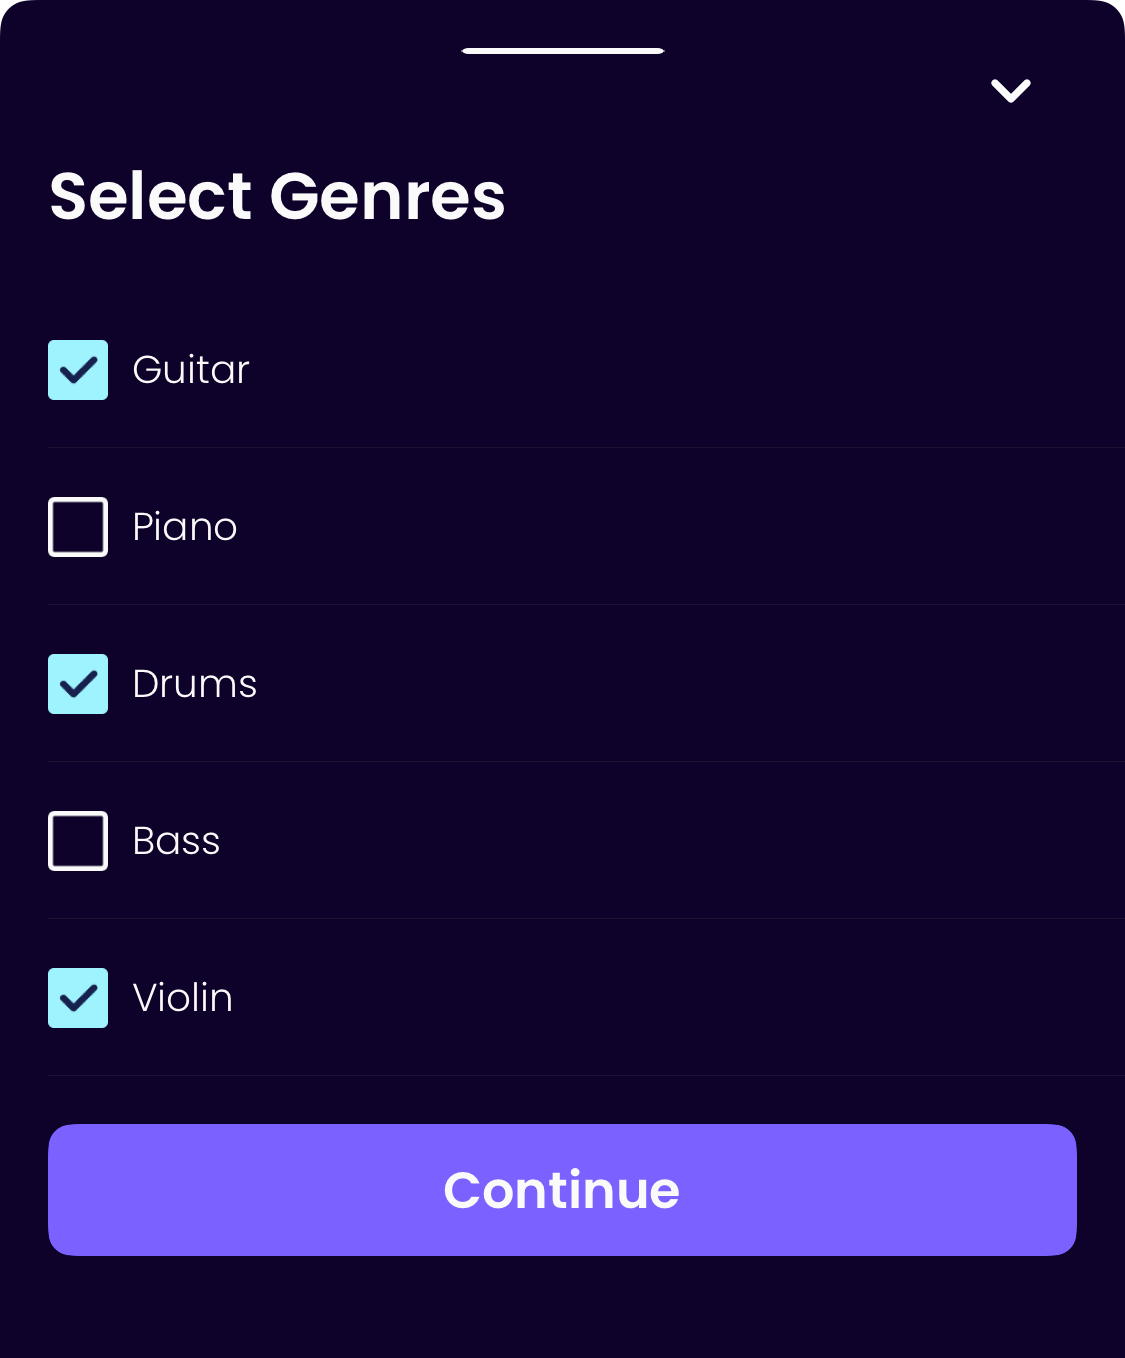 Select Genres
Guitar
Piano
Drums
Bass
Violin
Continue